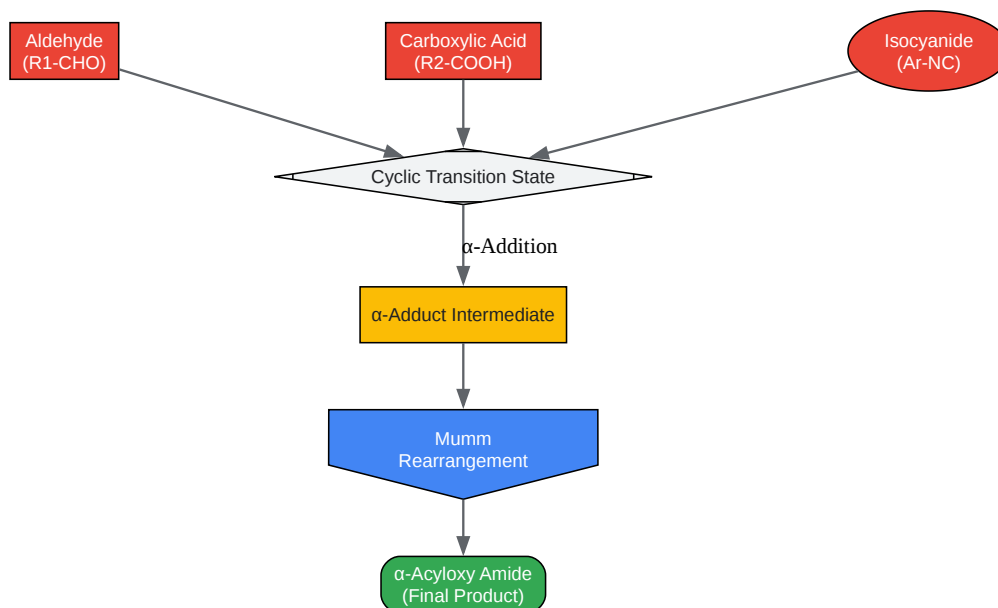 Aldehyde
(R1-CHO)
Carboxylic Acid
(R2-COOH)
Isocyanide
(Ar-NC)
Cyclic Transition State
α-Addition
α-Adduct Intermediate
Mumm
Rearrangement
α-Acyloxy Amide
(Final Product)